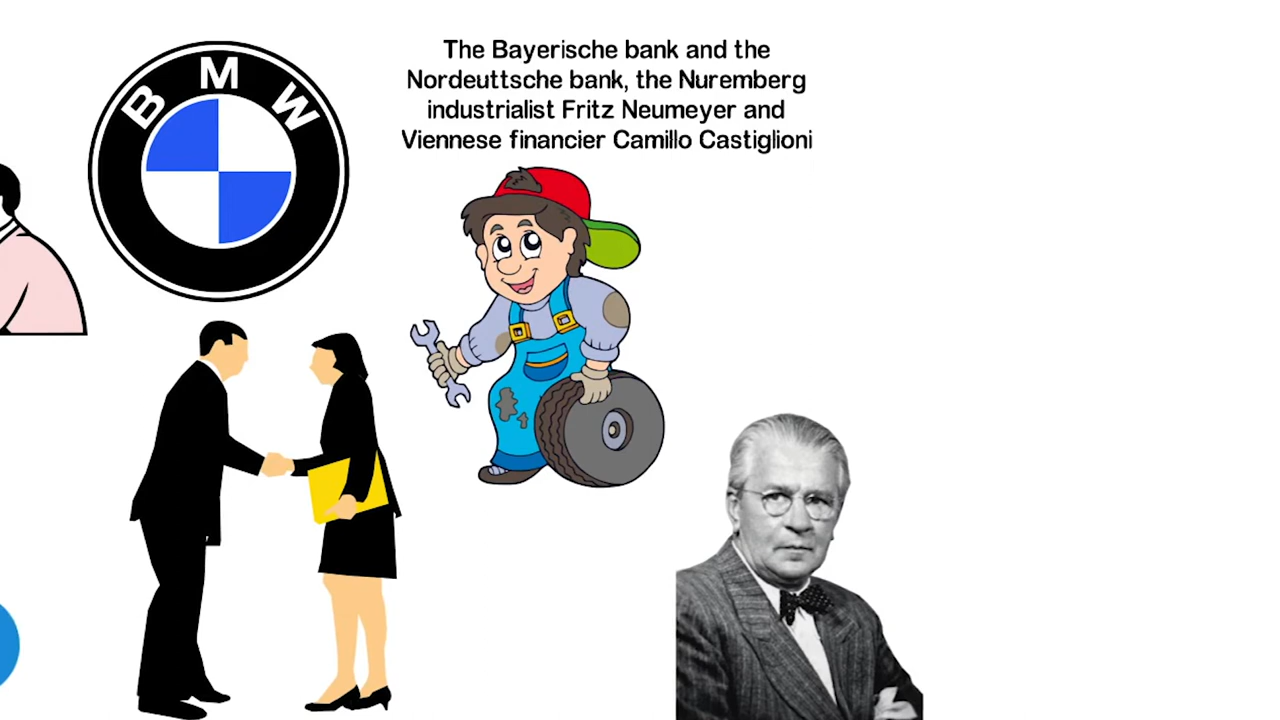 BMW
The Bayerische bank and the
Nordeuttsche bank, the Nuremberg
industrialist Fritz Neumeyer and
Viennese financier Camillo Castiglioni